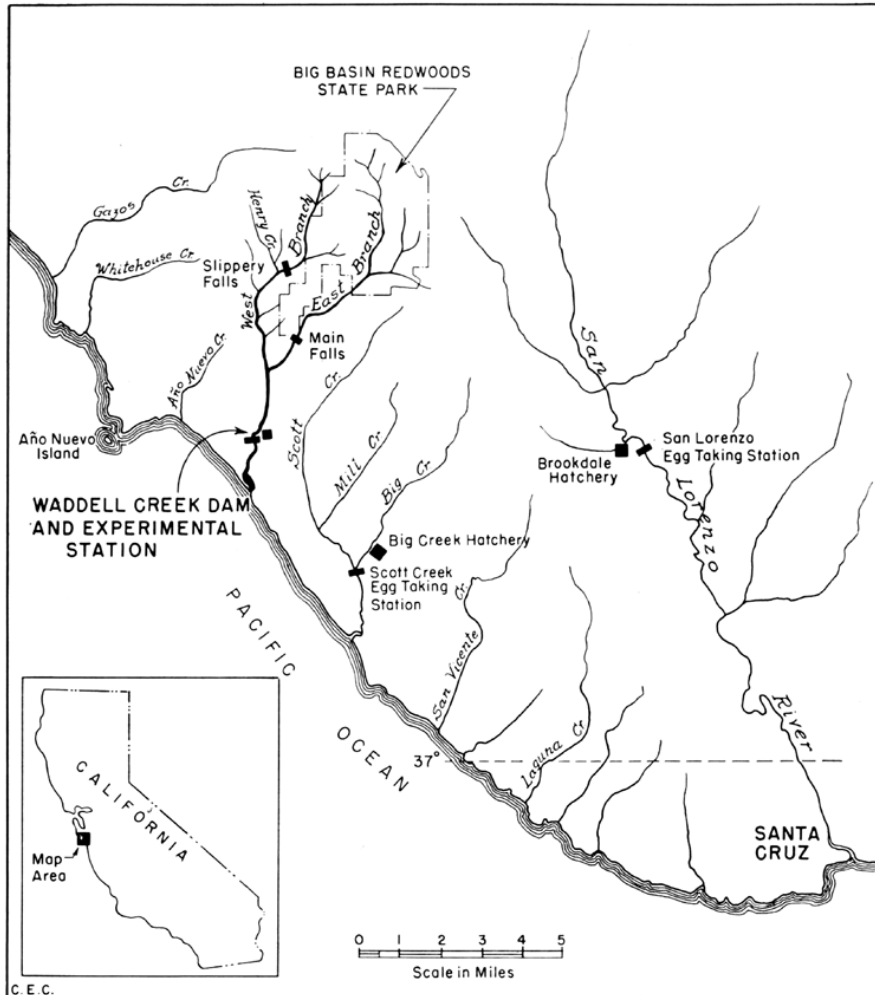 BIG BASIN REDWOODS
STATE PARK
Gazos Cr.
Henry Cr.
Whitehouse Cr.
Slippery
Falls
West Branch
East Branch
Main
Falls
Año Nuevo Cr.
Año Nuevo
Island
WADDELL CREEK DAM
AND EXPERIMENTAL
STATION
Scott Cr.
Mill Cr
Big Cr.
Big Creek Hatchery
Scott Creek
Egg Taking
Station
San Lorenzo River
San Lorenzo
Egg Taking Station
Brookdale
Hatchery
San Vicente Cr.
Laguna Cr
PACIFIC OCEAN
37°
SANTA
CRUZ
CALIFORNIA
Map
Area
0 1 2 3 4 5
Scale in Miles
C.E.C.